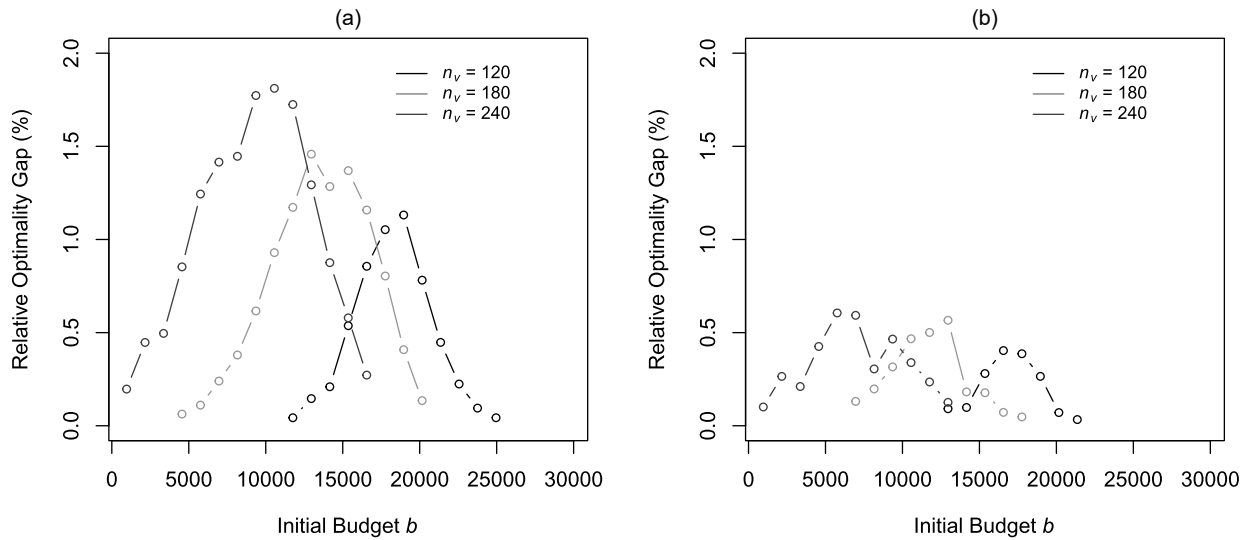 (a)
Relative Optimality Gap (%)
2.0
1.5
1.0
0.5
0.0
n_v = 120
n_v = 180
n_v = 240
0 5000 10000 15000 20000 25000 30000
Initial Budget b
(b)
Relative Optimality Gap (%)
2.0
1.5
1.0
0.5
0.0
n_v = 120
n_v = 180
n_v = 240
0 5000 10000 15000 20000 25000 30000
Initial Budget b